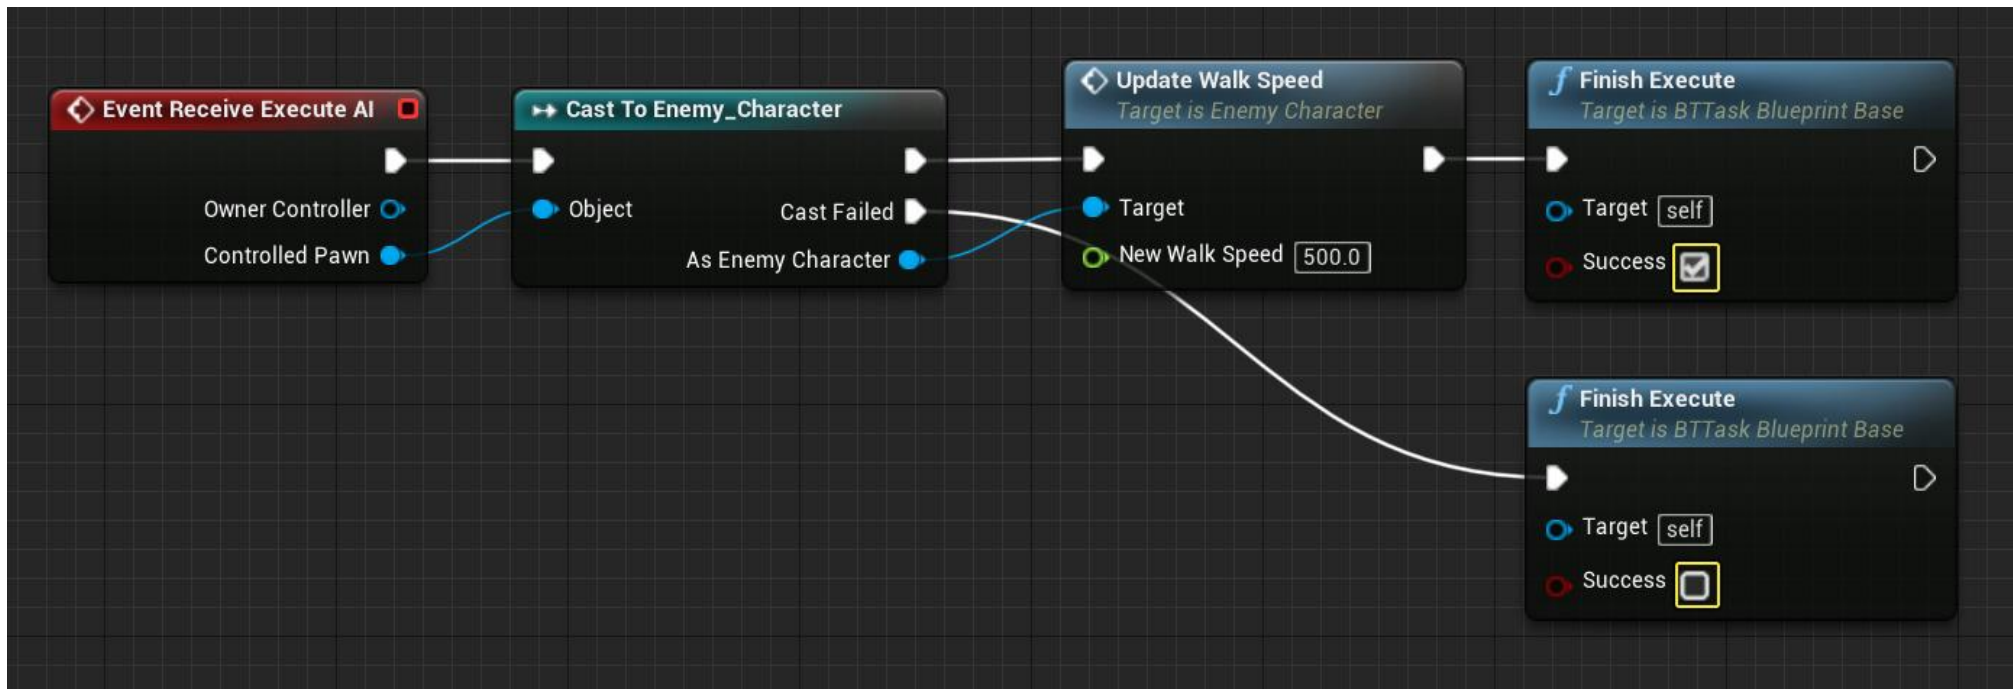 Event Receive Execute AI
Owner Controller
Controlled Pawn
Cast To Enemy_Character
Object
Cast Failed
As Enemy Character
Update Walk Speed
Target is Enemy Character
Target
New Walk Speed 500.0
f Finish Execute
Target is BTTask Blueprint Base
Target self
Success
f Finish Execute
Target is BTTask Blueprint Base
Target self
Success